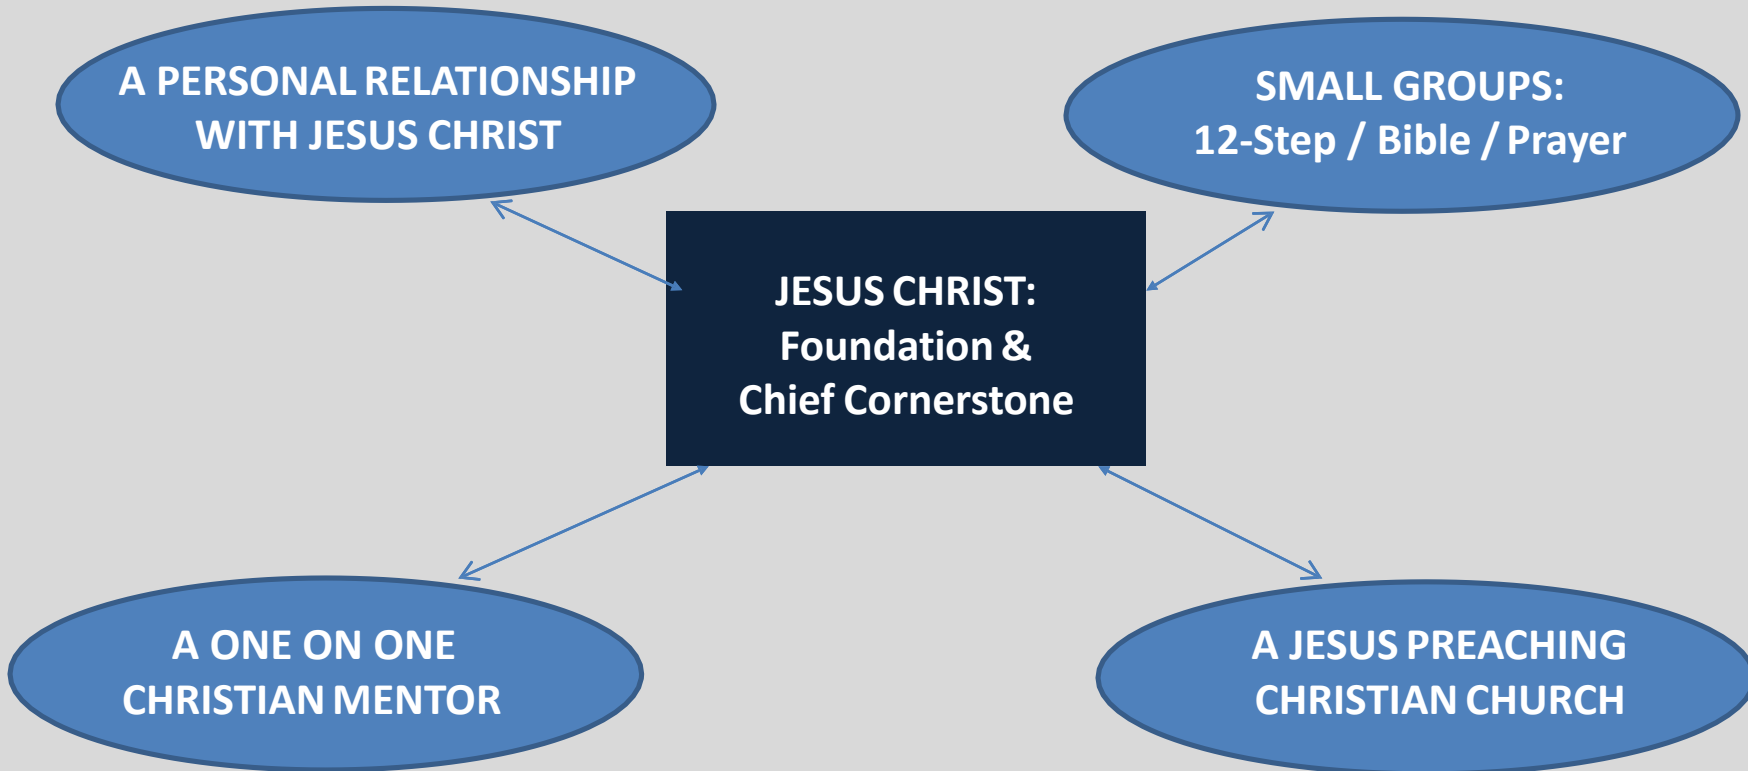 A PERSONAL RELATIONSHIP
WITH JESUS CHRIST
SMALL GROUPS:
12-Step / Bible / Prayer
JESUS CHRIST:
Foundation &
Chief Cornerstone
A ONE ON ONE
CHRISTIAN MENTOR
A JESUS PREACHING
CHRISTIAN CHURCH